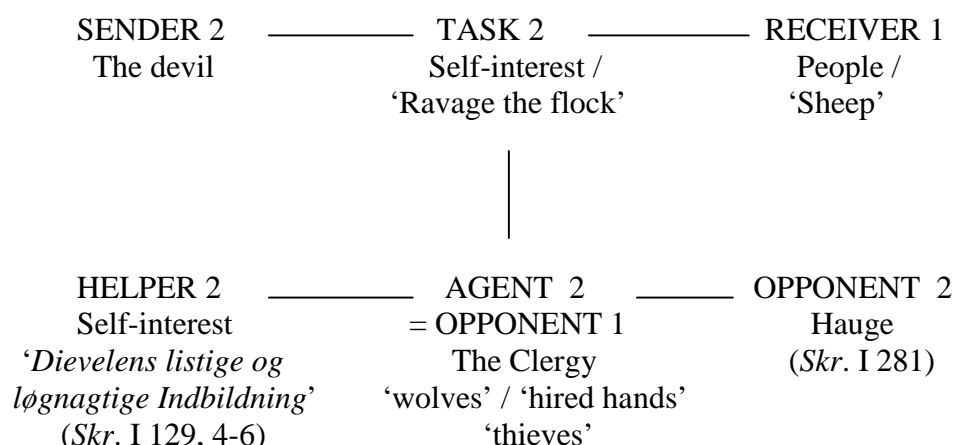 SENDER 2 TASK 2 RECEIVER 1
The devil Self-interest / People /
‘Ravage the flock’ ‘Sheep’
HELPER 2 AGENT 2 OPPONENT 2
Self-interest = OPPONENT 1 Hauge
‘Dievelens listige og The Clergy (Skr. I 281)
løgnagtige Indbildning’ ‘wolves’ / ‘hired hands’
(Skr. I 129, 4-6) ‘thieves’